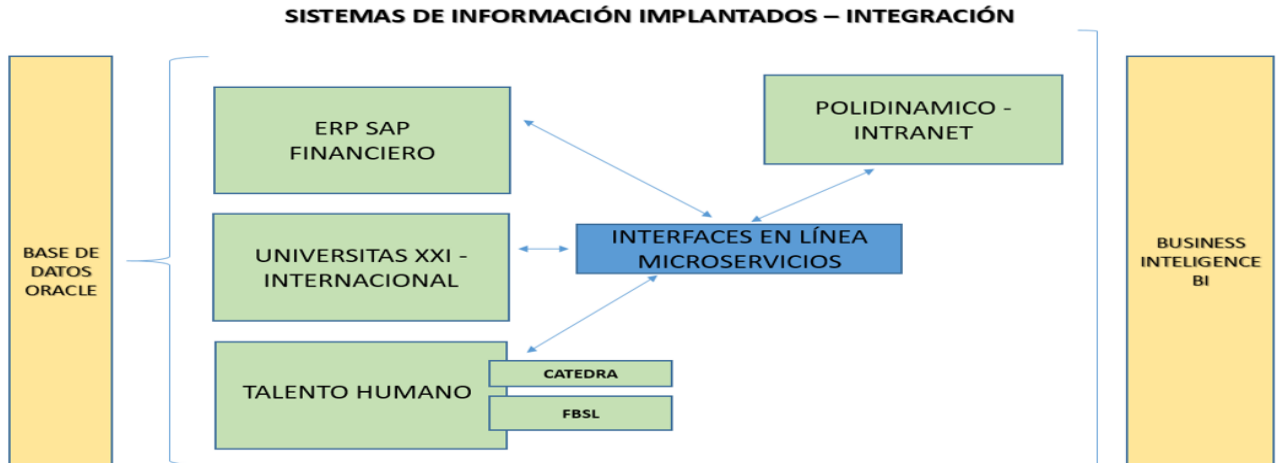 SISTEMAS DE INFORMACIÓN IMPLANTADOS – INTEGRACIÓN
BASE DE
DATOS
ORACLE
ERP SAP
FINANCIERO
UNIVERSITAS XXI -
INTERNACIONAL
TALENTO HUMANO
CATEDRA
FBSL
INTERFACES EN LÍNEA
MICROSERVICIOS
POLIDINAMICO -
INTRANET
BUSINESS
INTELIGENCE
BI